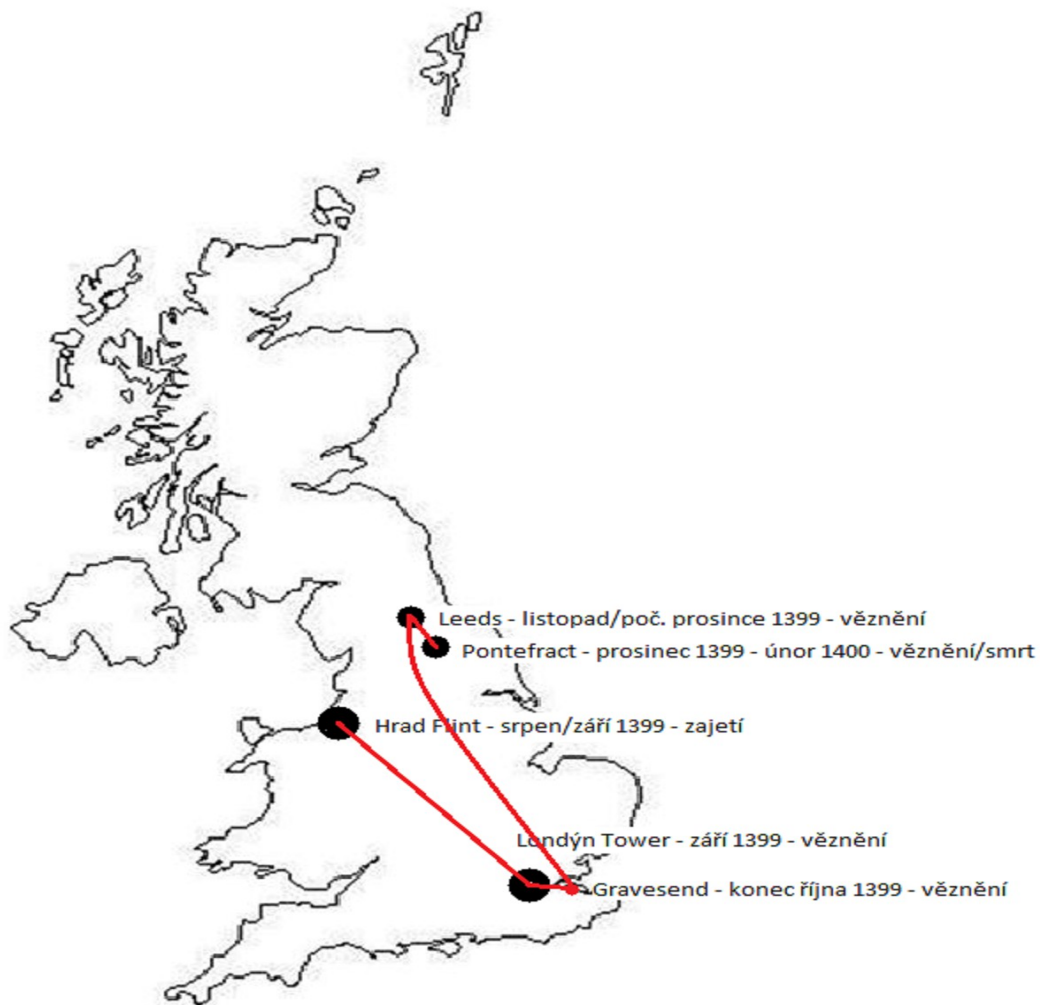 Leeds - listopad/poč. prosince 1399 - věznění
Pontefract - prosinec 1399 - únor 1400 - věznění/smrt
Hrad Flint - srpen/září 1399 - zajetí
Londýn Tower - září 1399 - věznění
Gravesend - konec října 1399 - věznění